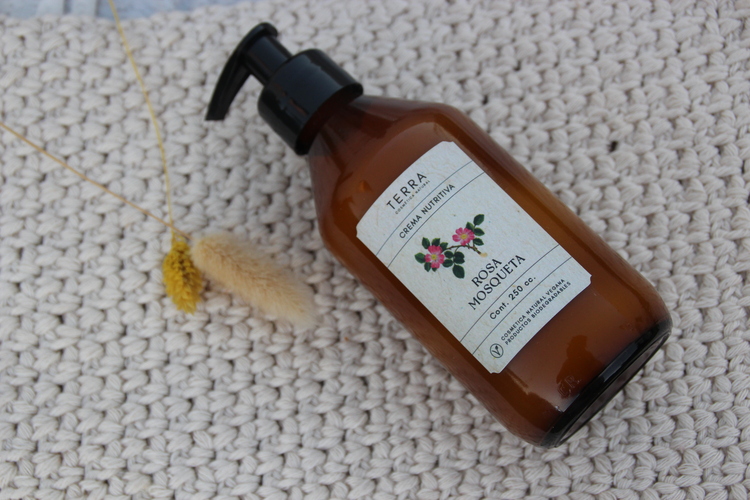 TERRA
COSMETICA NATURAL
CREMA NUTRITIVA
ROSA
MOSQUETA
Cont. 250 cc.
COSMETICA NATURAL VEGANA
PRODUCTOS BIODEGRADABLES